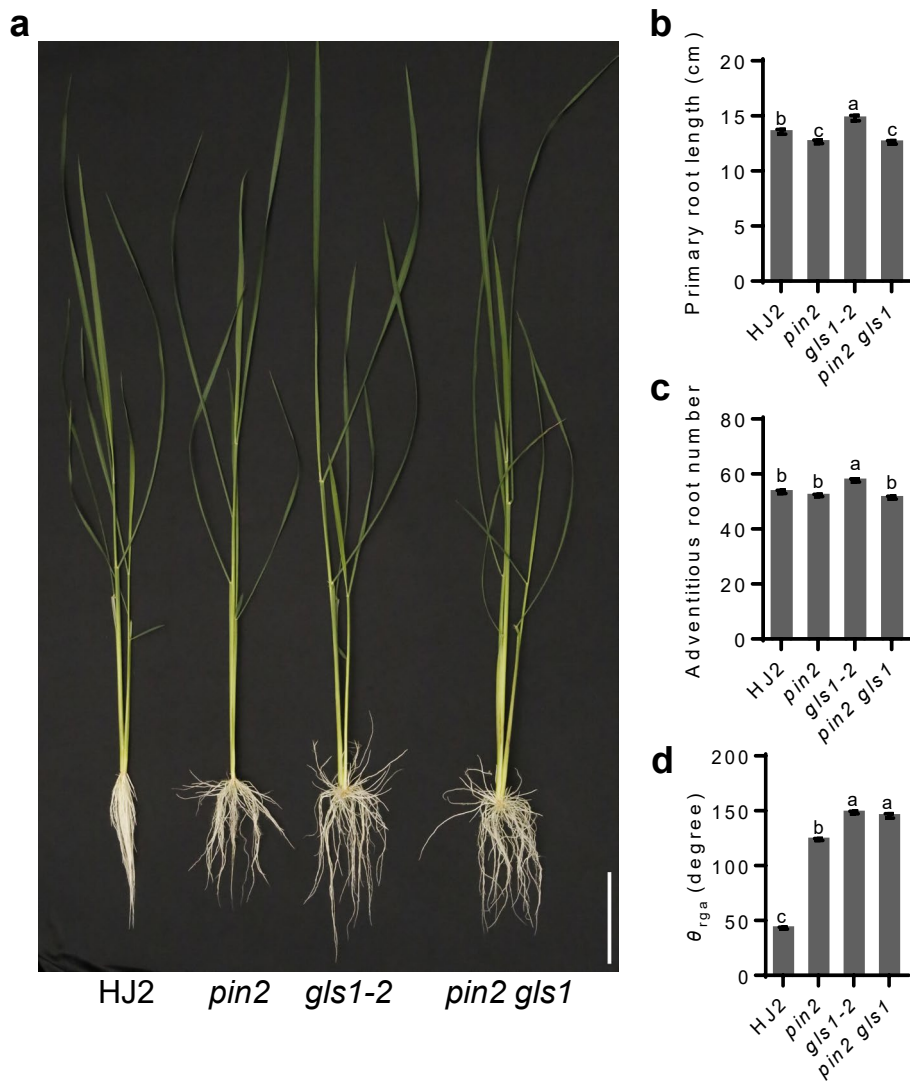 a
HJ2
pin2
gls1-2
pin2 gls1
b
Primary root length (cm)
20
15
10
5
0
b
c
a
c
HJ2
pin2
gls1-2
pin2 gls1
c
Adventitious root number
80
60
40
20
0
b
b
a
b
HJ2
pin2
gls1-2
pin2 gls1
d
θrga (degree)
200
150
100
50
0
c
b
a
a
HJ2
pin2
gls1-2
pin2 gls1